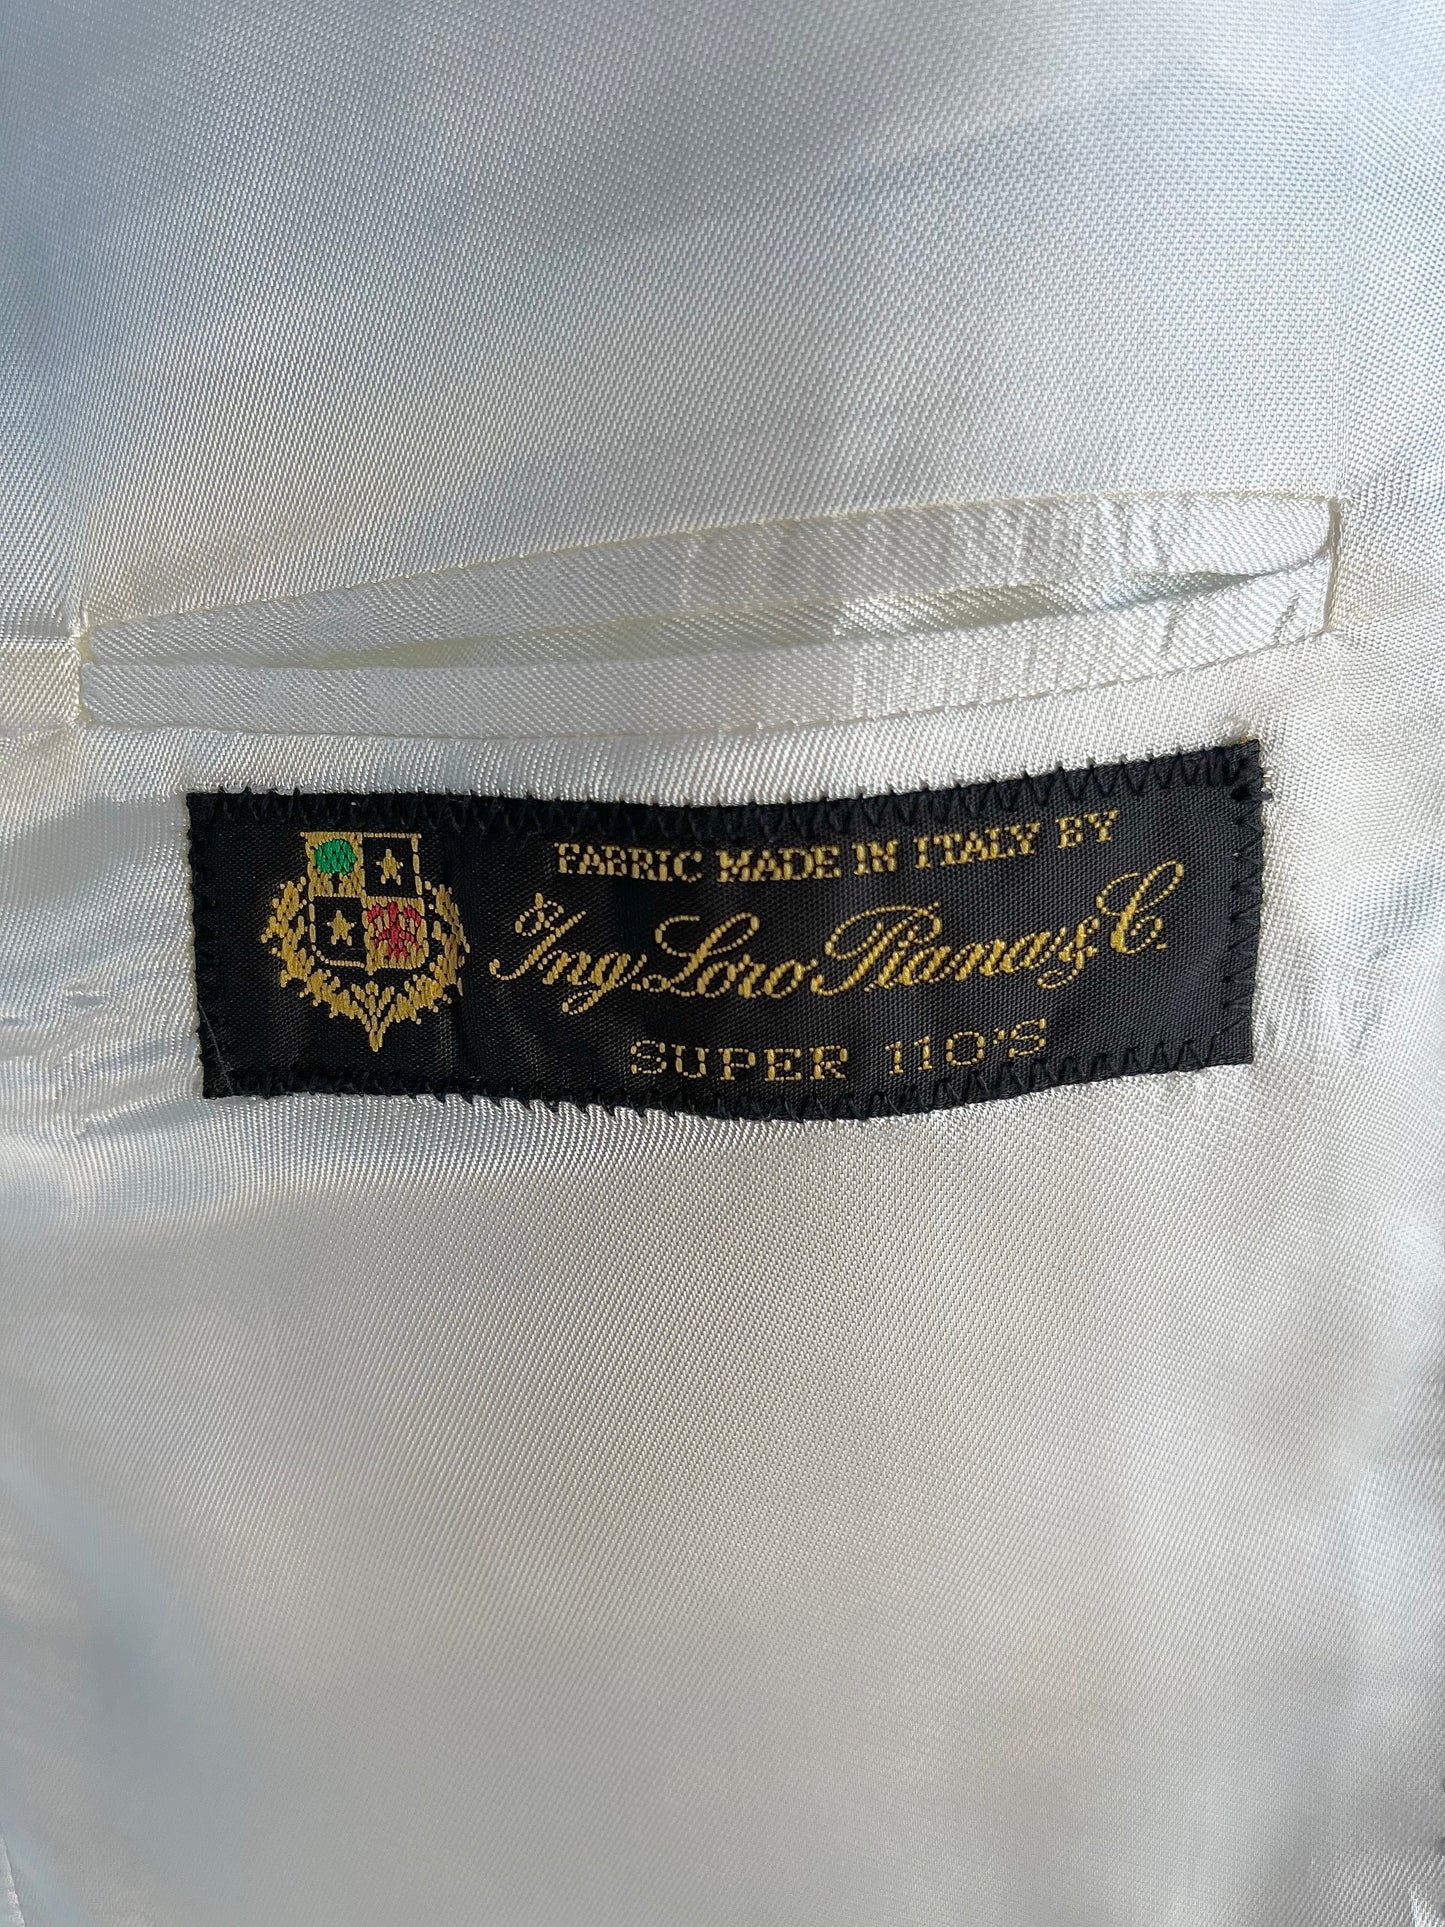 FABRIC MADE IN ITALY BY
Ing. Loro Piana & C.
SUPER 110'S